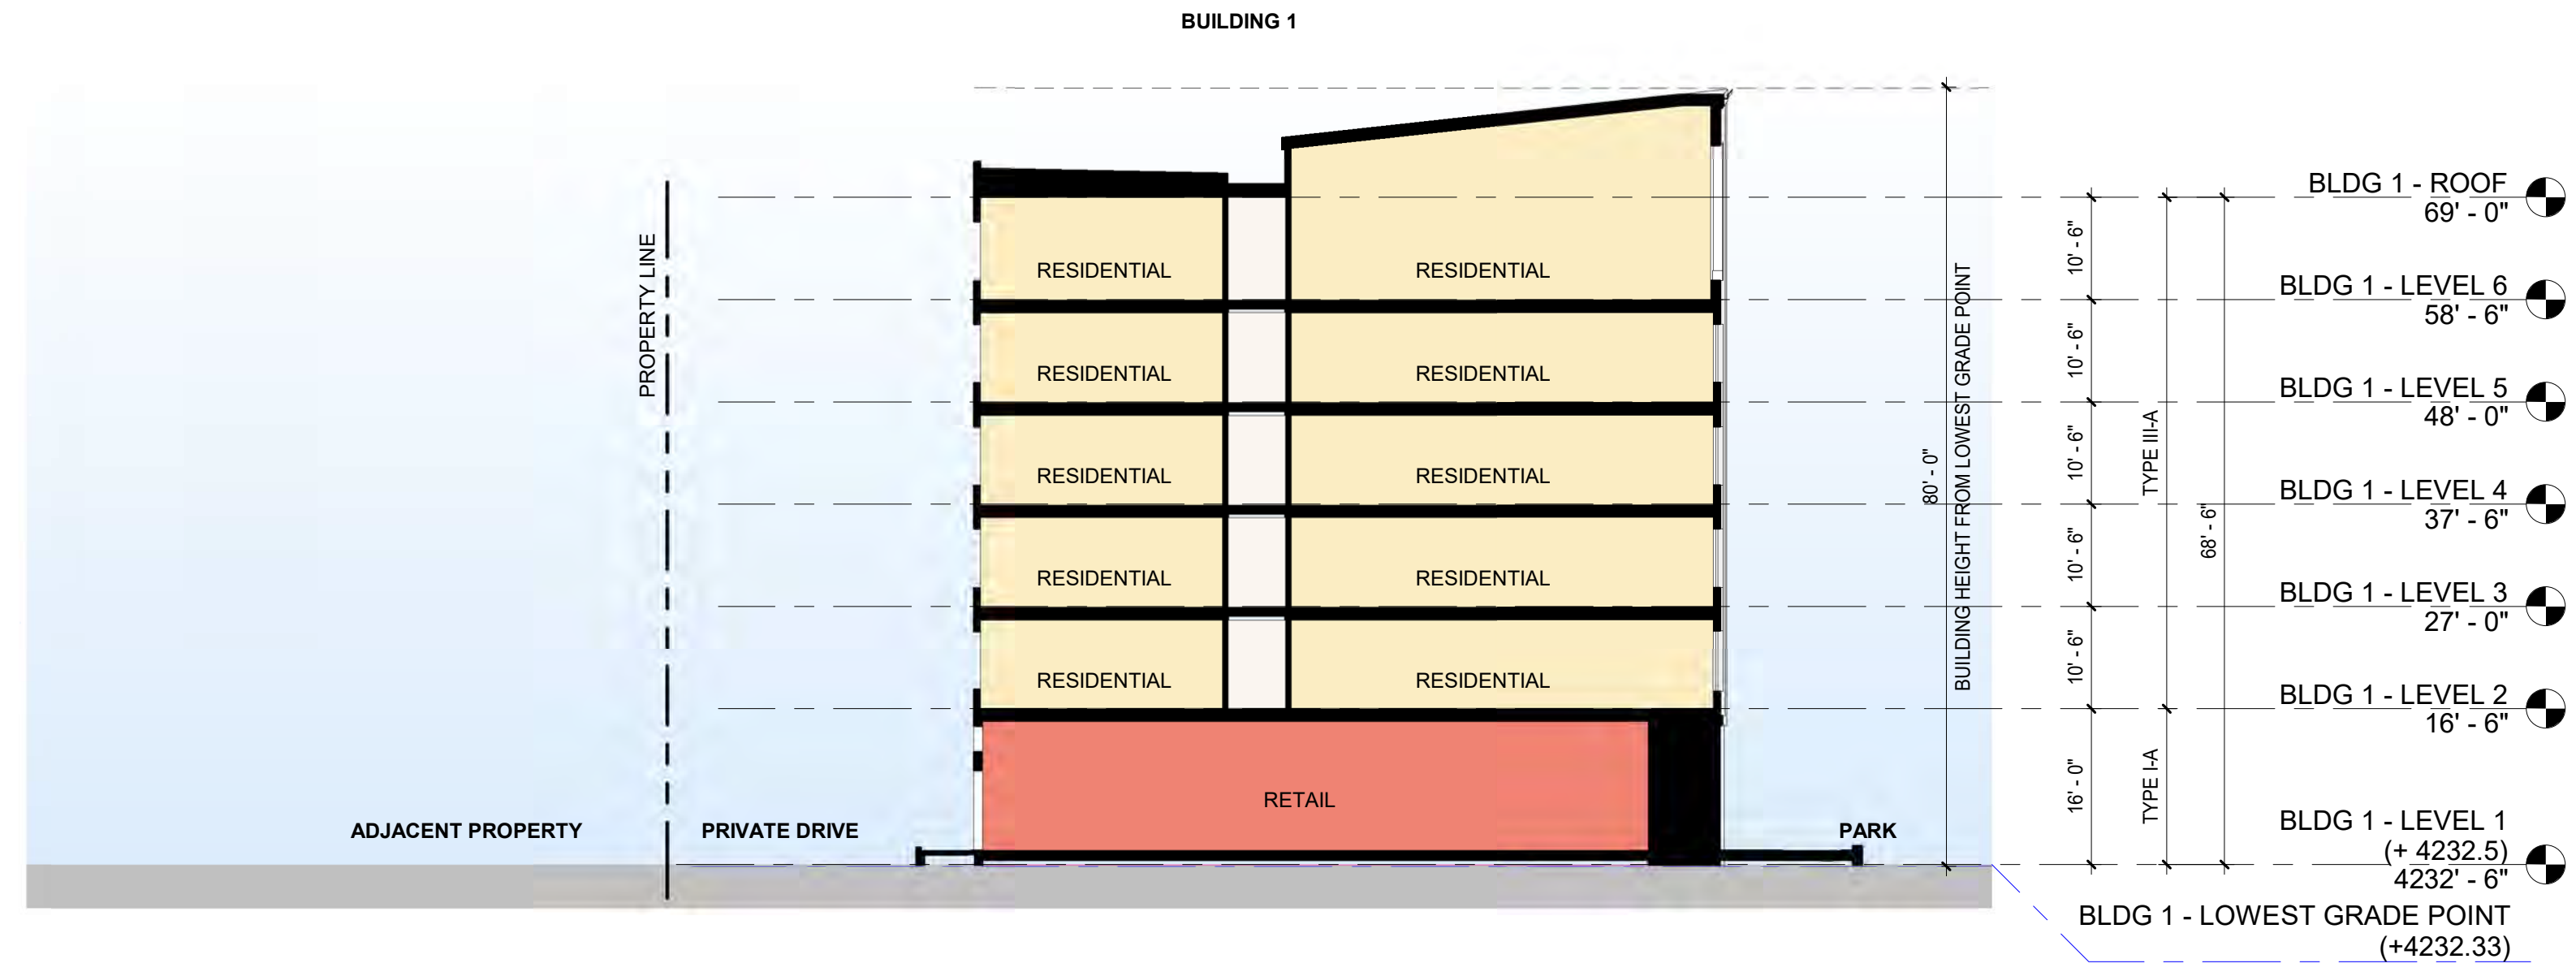 BUILDING 1
BLDG 1 - ROOF
69' - 0"
PROPERTY LINE
RESIDENTIAL
RESIDENTIAL
10' - 6"
BLDG 1 - LEVEL 6
58' - 6"
BUILDING HEIGHT FROM LOWEST GRADE POINT
80' - 0"
RESIDENTIAL
RESIDENTIAL
10' - 6"
BLDG 1 - LEVEL 5
48' - 0"
TYPE III-A
RESIDENTIAL
RESIDENTIAL
10' - 6"
BLDG 1 - LEVEL 4
37' - 6"
68' - 6"
RESIDENTIAL
RESIDENTIAL
10' - 6"
BLDG 1 - LEVEL 3
27' - 0"
RESIDENTIAL
RESIDENTIAL
10' - 6"
BLDG 1 - LEVEL 2
16' - 6"
RETAIL
16' - 0"
TYPE I-A
ADJACENT PROPERTY
PRIVATE DRIVE
PARK
BLDG 1 - LEVEL 1
(+ 4232.5)
4232' - 6"
BLDG 1 - LOWEST GRADE POINT
(+4232.33)